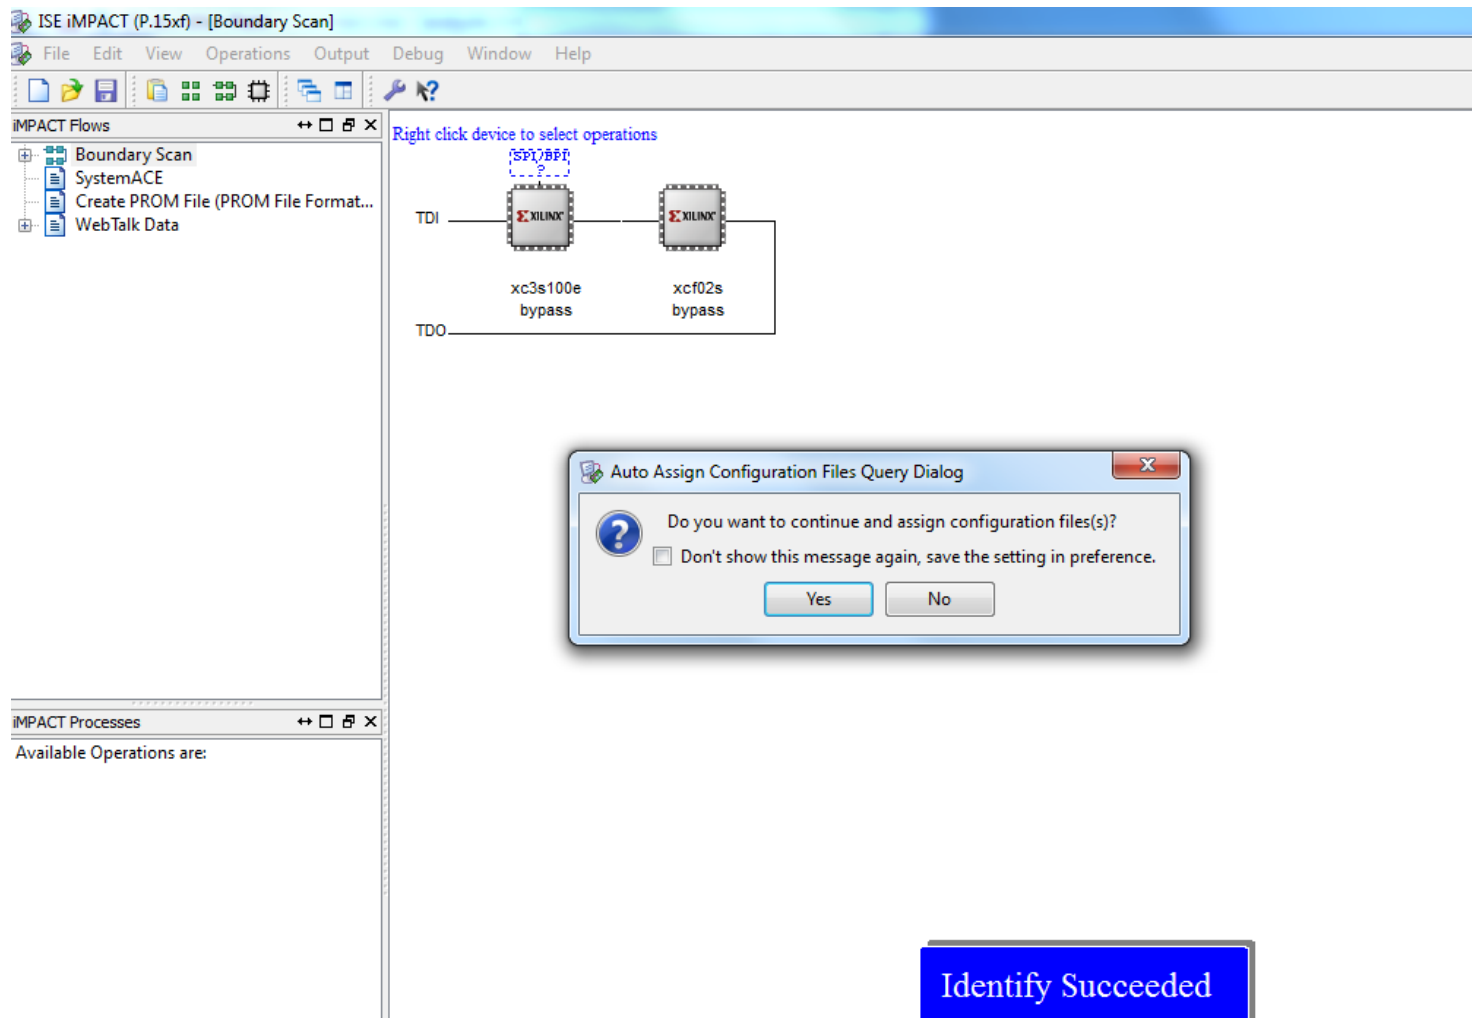 ISE iMPACT (P.15xf) - [Boundary Scan]
File Edit View Operations Output Debug Window Help
iMPACT Flows
Boundary Scan
SystemACE
Create PROM File (PROM File Format...
WebTalk Data
Right click device to select operations
SPI/BPI
?
TDI
XILINX
XILINX
xc3s100e
bypass
xcf02s
bypass
TDO
Auto Assign Configuration Files Query Dialog
Do you want to continue and assign configuration files(s)?
Don't show this message again, save the setting in preference.
Yes
No
iMPACT Processes
Available Operations are:
Identify Succeeded